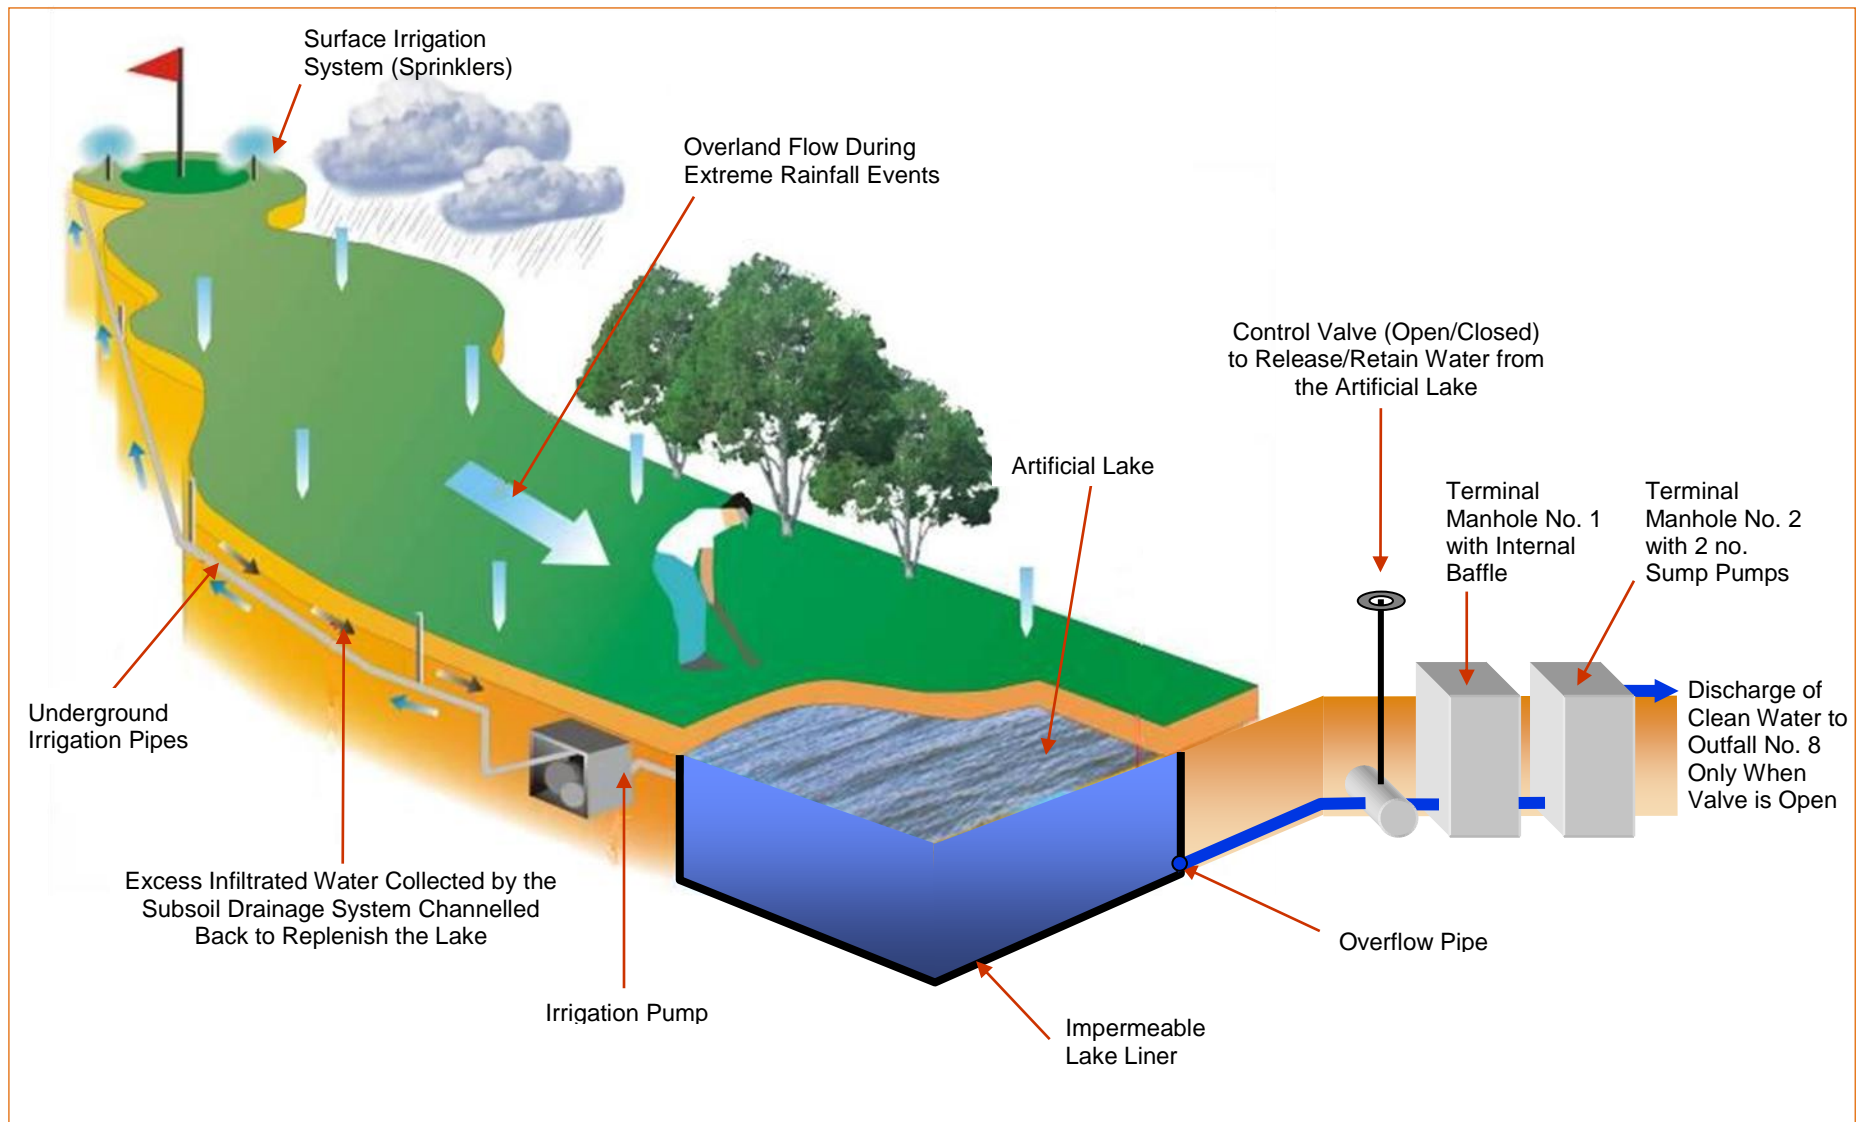 Surface Irrigation
System (Sprinklers)
Overland Flow During
Extreme Rainfall Events
Control Valve (Open/Closed)
to Release/Retain Water from
the Artificial Lake
Artificial Lake
Terminal
Manhole No. 1
with Internal
Baffle
Terminal
Manhole No. 2
with 2 no.
Sump Pumps
Discharge of
Clean Water to
Outfall No. 8
Only When
Valve is Open
Underground
Irrigation Pipes
Excess Infiltrated Water Collected by the
Subsoil Drainage System Channelled
Back to Replenish the Lake
Overflow Pipe
Irrigation Pump
Impermeable
Lake Liner